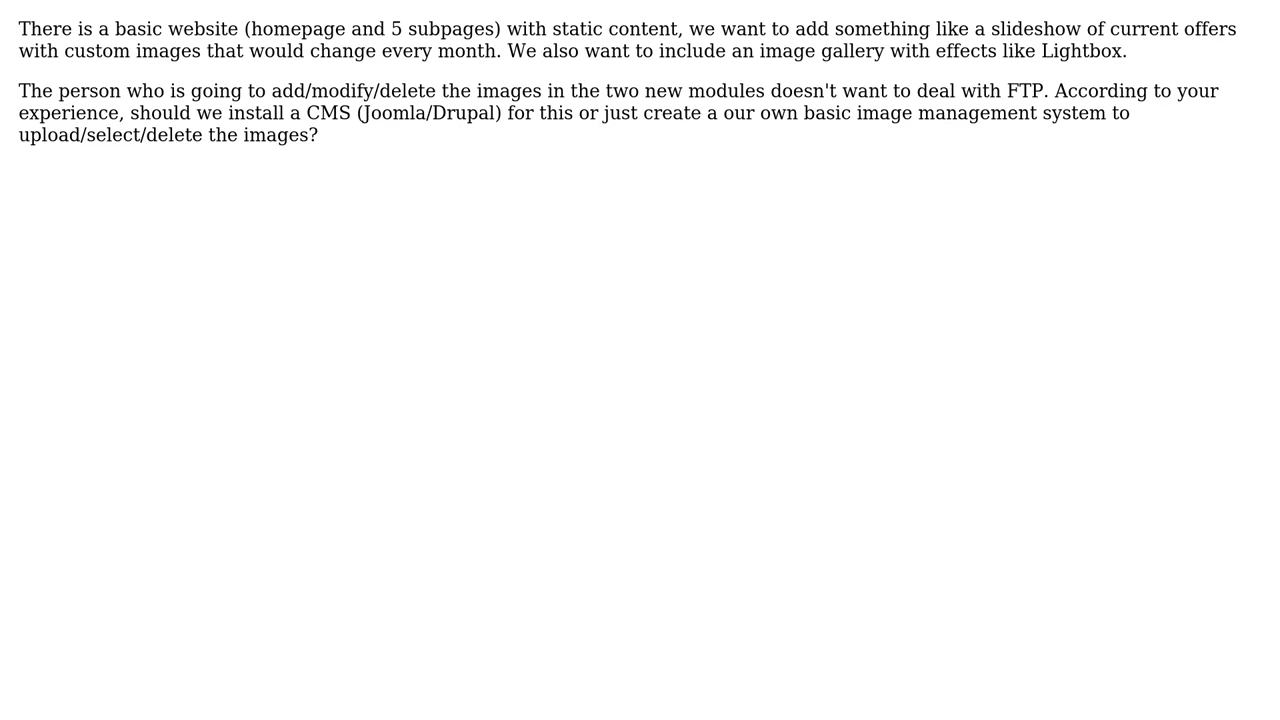 There is a basic website (homepage and 5 subpages) with static content, we want to add something like a slideshow of current offers
with custom images that would change every month. We also want to include an image gallery with effects like Lightbox.
The person who is going to add/modify/delete the images in the two new modules doesn't want to deal with FTP. According to your
experience, should we install a CMS (Joomla/Drupal) for this or just create a our own basic image management system to
upload/select/delete the images?